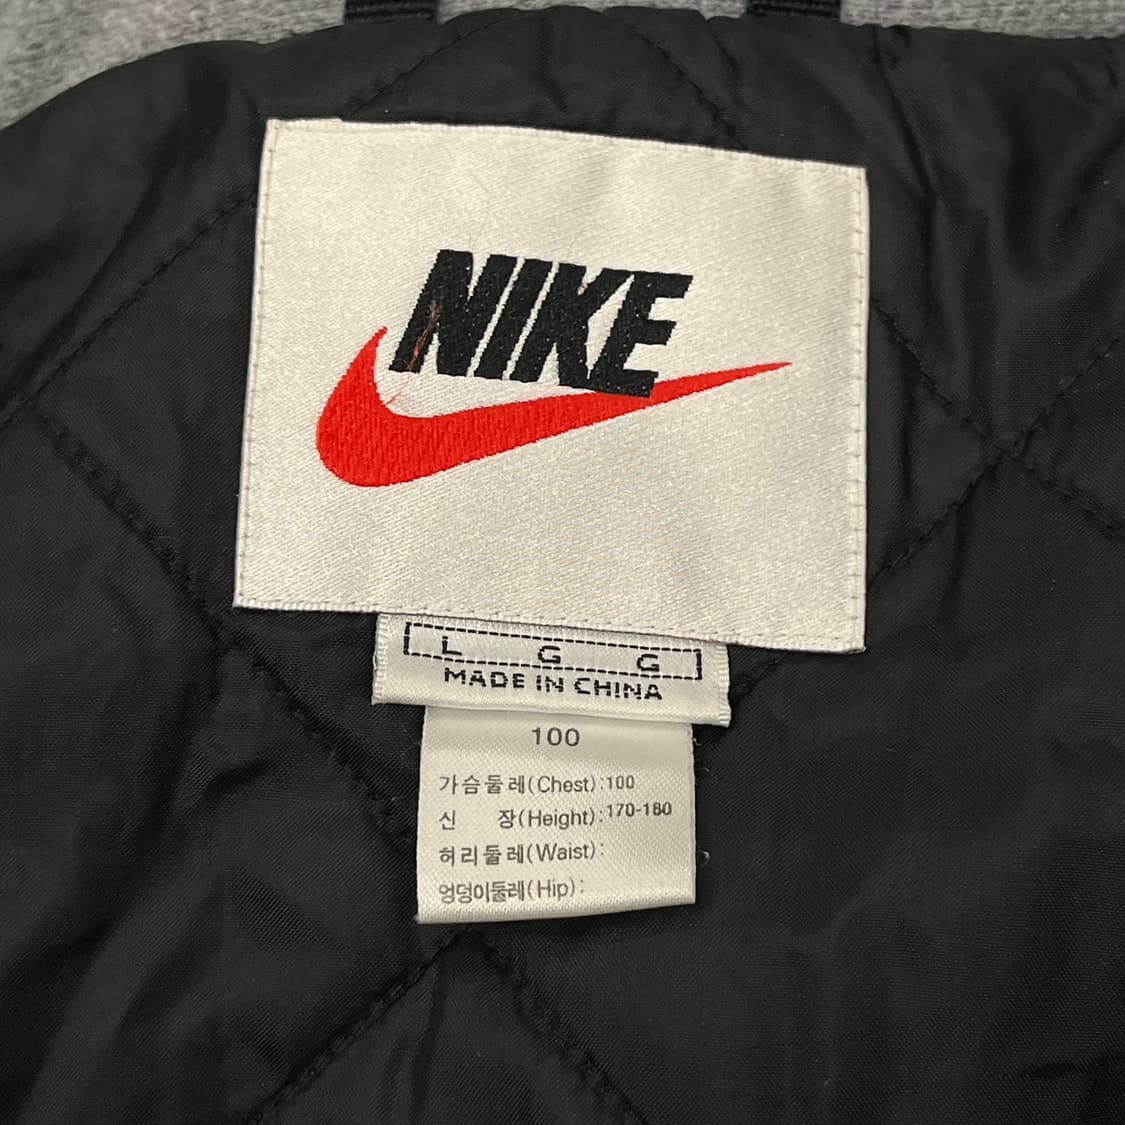 NIKE
L G G
MADE IN CHINA
100
가슴둘레(Chest):100
신 장(Height):170-180
허리둘레(Waist):
엉덩이둘레(Hip):